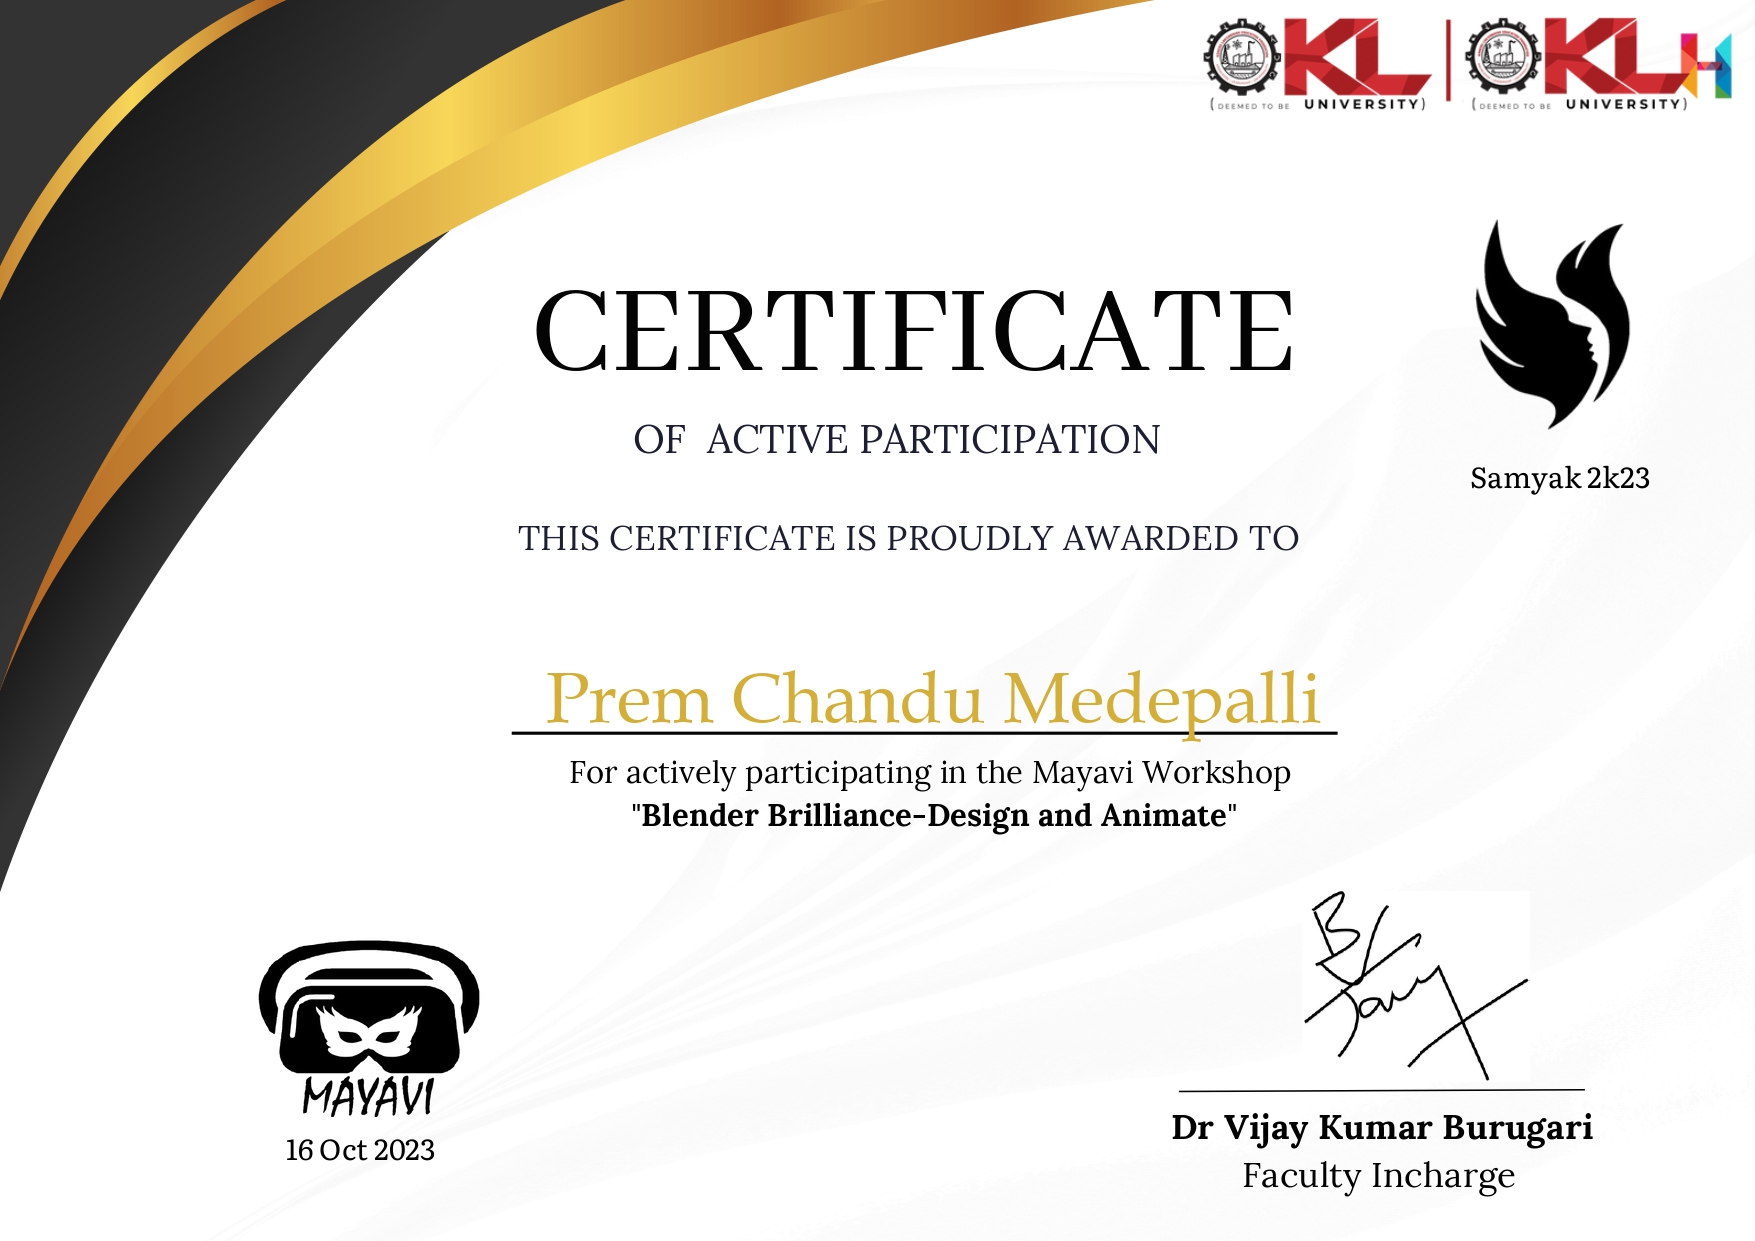 KL | KLH
(DEEMED TO BE UNIVERSITY) (DEEMED TO BE UNIVERSITY)
CERTIFICATE
OF ACTIVE PARTICIPATION
Samyak 2k23
THIS CERTIFICATE IS PROUDLY AWARDED TO
Prem Chandu Medepalli
For actively participating in the Mayavi Workshop
"Blender Brilliance-Design and Animate"
MAYAVI
16 Oct 2023
Dr Vijay Kumar Burugari
Faculty Incharge